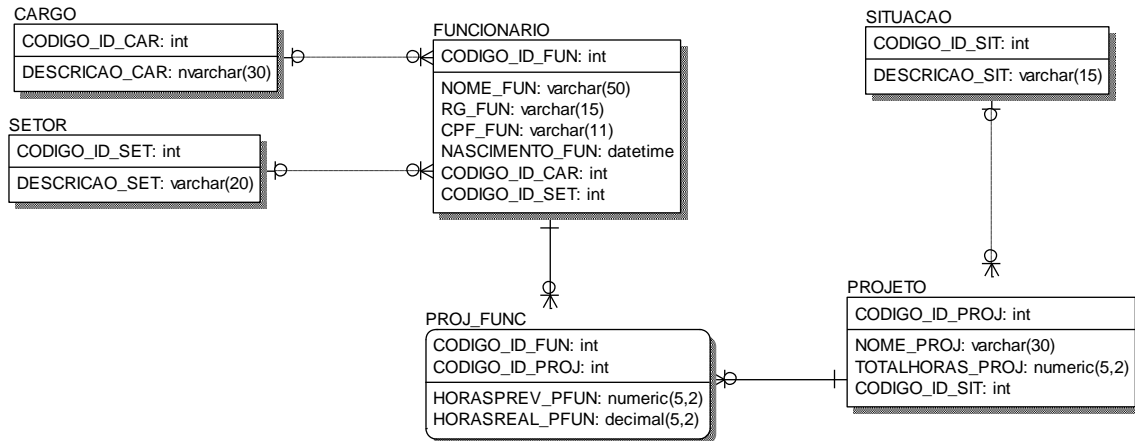 CARGO
CODIGO_ID_CAR: int
DESCRICAO_CAR: nvarchar(30)
SETOR
CODIGO_ID_SET: int
DESCRICAO_SET: varchar(20)
FUNCIONARIO
CODIGO_ID_FUN: int
NOME_FUN: varchar(50)
RG_FUN: varchar(15)
CPF_FUN: varchar(11)
NASCIMENTO_FUN: datetime
CODIGO_ID_CAR: int
CODIGO_ID_SET: int
SITUACAO
CODIGO_ID_SIT: int
DESCRICAO_SIT: varchar(15)
PROJ_FUNC
CODIGO_ID_FUN: int
CODIGO_ID_PROJ: int
HORASPREV_PFUN: numeric(5,2)
HORASREAL_PFUN: decimal(5,2)
PROJETO
CODIGO_ID_PROJ: int
NOME_PROJ: varchar(30)
TOTALHORAS_PROJ: numeric(5,2)
CODIGO_ID_SIT: int